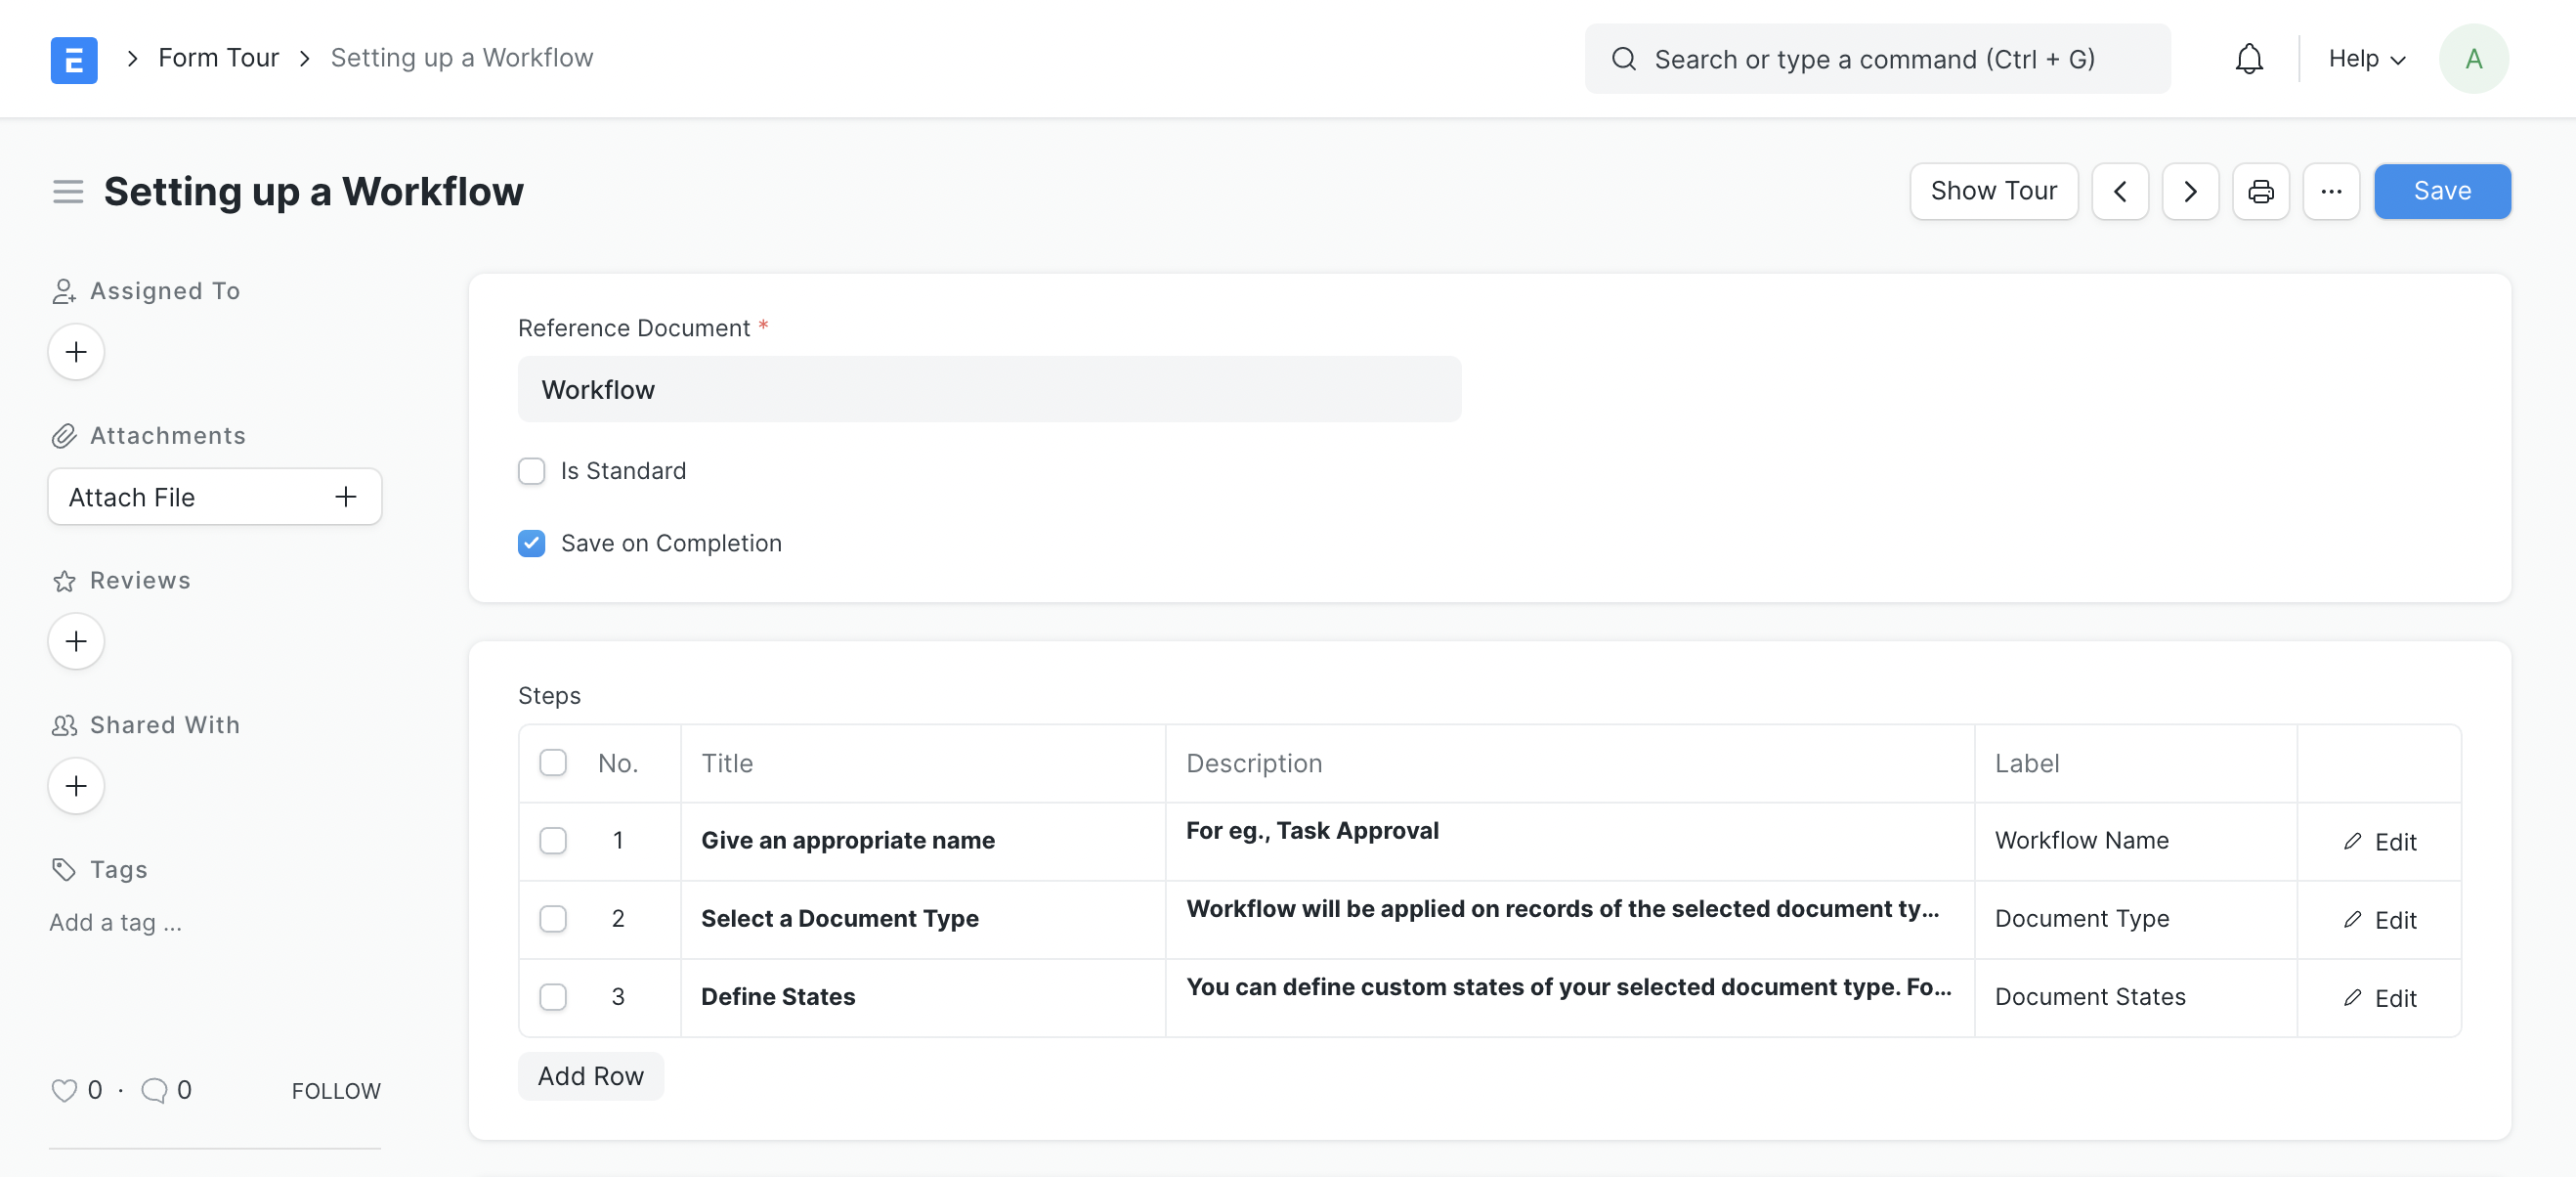 E
Form Tour
Setting up a Workflow
Search or type a command (Ctrl + G)
Help
A
Setting up a Workflow
Show Tour
Save
Assigned To
Attachments
Attach File
Reviews
Shared With
Tags
Add a tag ...
0 · 0 FOLLOW
Reference Document *
Workflow
Is Standard
Save on Completion
Steps
No. Title Description Label
1 Give an appropriate name For eg., Task Approval Workflow Name Edit
2 Select a Document Type Workflow will be applied on records of the selected document ty... Document Type Edit
3 Define States You can define custom states of your selected document type. Fo... Document States Edit
Add Row